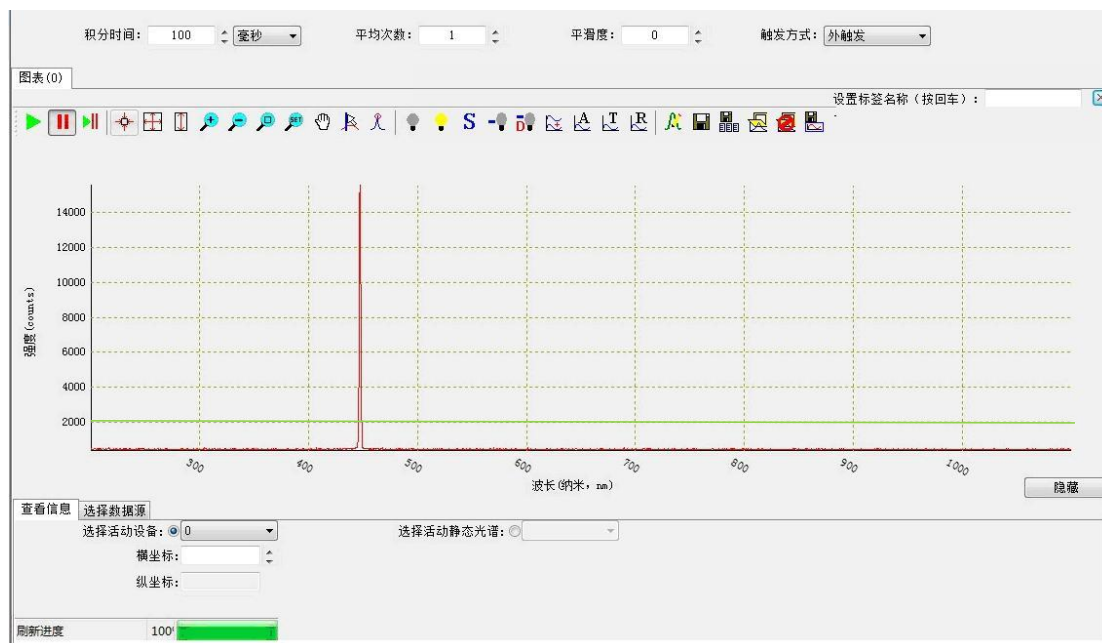 积分时间: 100 毫秒 平均次数: 1 平滑度: 0 触发方式: 外触发
图表(0)
设置标签名称(按回车):
SET S D A T R
14000
12000
10000
8000
6000
4000
2000
强度(counts)
300 400 500 600 700 800 900 1000
波长(纳米, nm)
隐藏
查看信息 选择数据源
选择活动设备: 0 选择活动静态光谱:
横坐标:
纵坐标:
刷新进度 100%